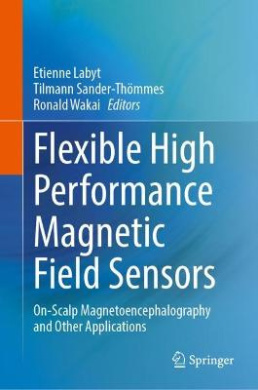 Etienne Labyt
Tilmann Sander-Thömmes
Ronald Wakai Editors
Flexible High
Performance
Magnetic
Field Sensors
On-Scalp Magnetoencephalography
and Other Applications
Springer